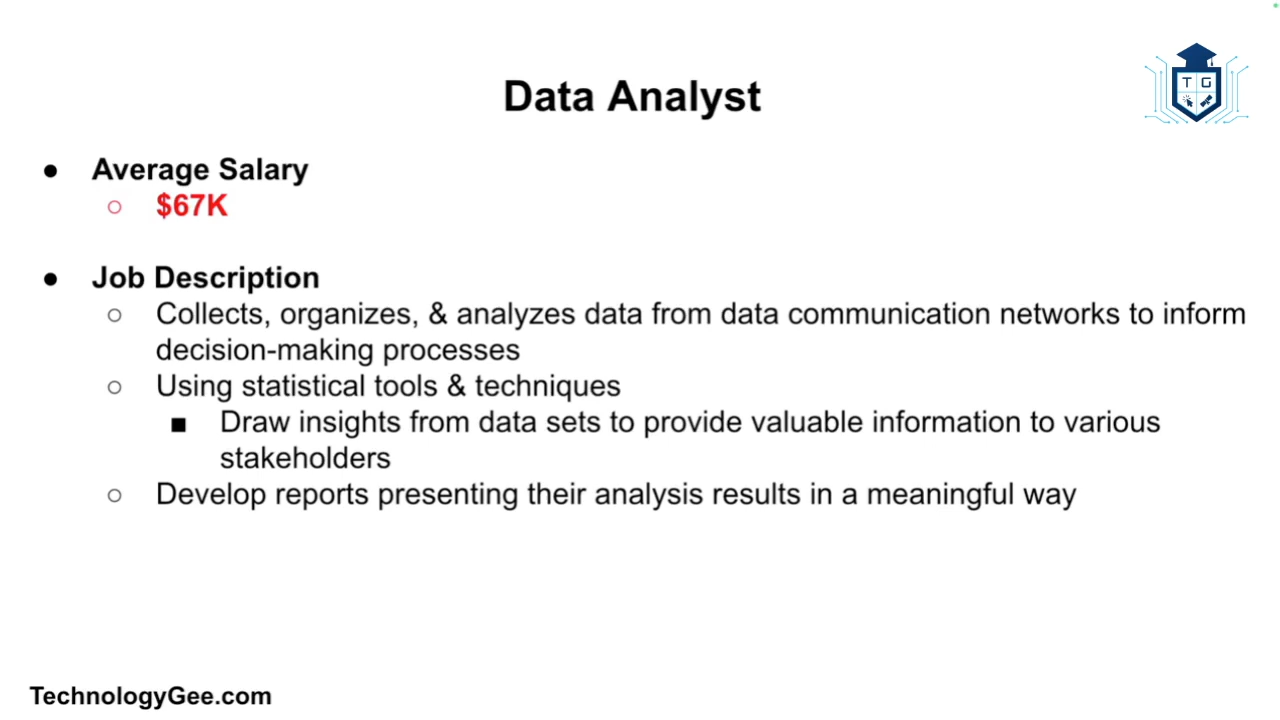 Data Analyst
T G
● Average Salary
○ $67K
● Job Description
○ Collects, organizes, & analyzes data from data communication networks to inform
decision-making processes
○ Using statistical tools & techniques
■ Draw insights from data sets to provide valuable information to various
stakeholders
○ Develop reports presenting their analysis results in a meaningful way
TechnologyGee.com